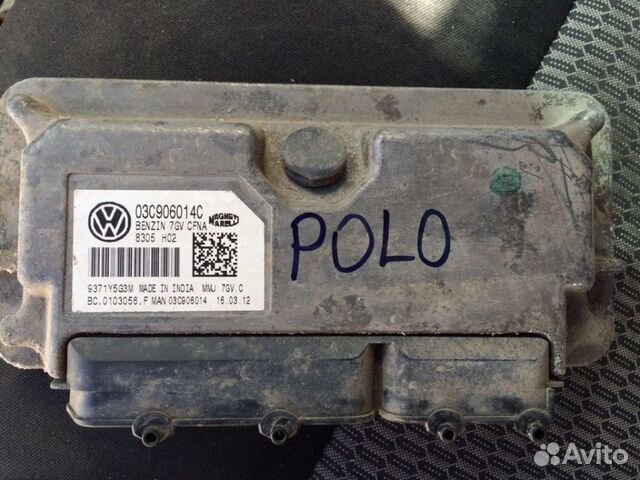 03C906014C
BENZIN 7GV CFNA
MAGNETI MARELLI
8305 H02
9371Y5G3M MADE IN INDIA MMJ 7GV.C
BC.0103056.F MAN 03C906014 16.03.12
POLO
Avito